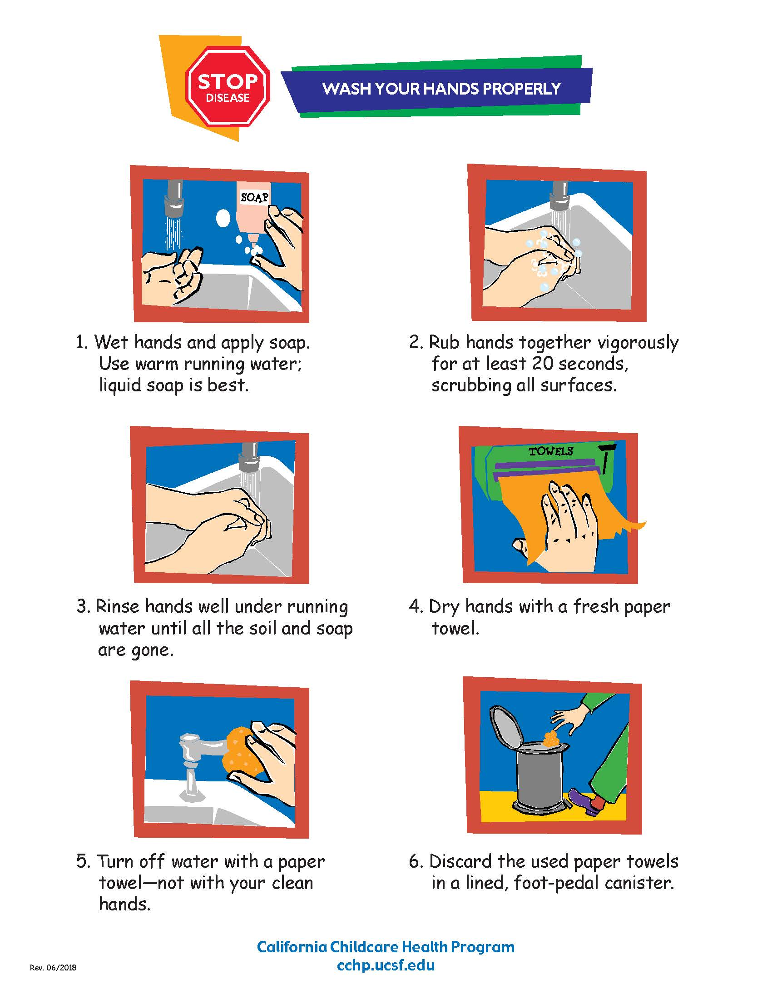 STOP
DISEASE
WASH YOUR HANDS PROPERLY
SOAP
1. Wet hands and apply soap.
Use warm running water;
liquid soap is best.
2. Rub hands together vigorously
for at least 20 seconds,
scrubbing all surfaces.
3. Rinse hands well under running
water until all the soil and soap
are gone.
TOWELS
4. Dry hands with a fresh paper
towel.
5. Turn off water with a paper
towel—not with your clean
hands.
6. Discard the used paper towels
in a lined, foot-pedal canister.
California Childcare Health Program
cchp.ucsf.edu
Rev. 06/2018